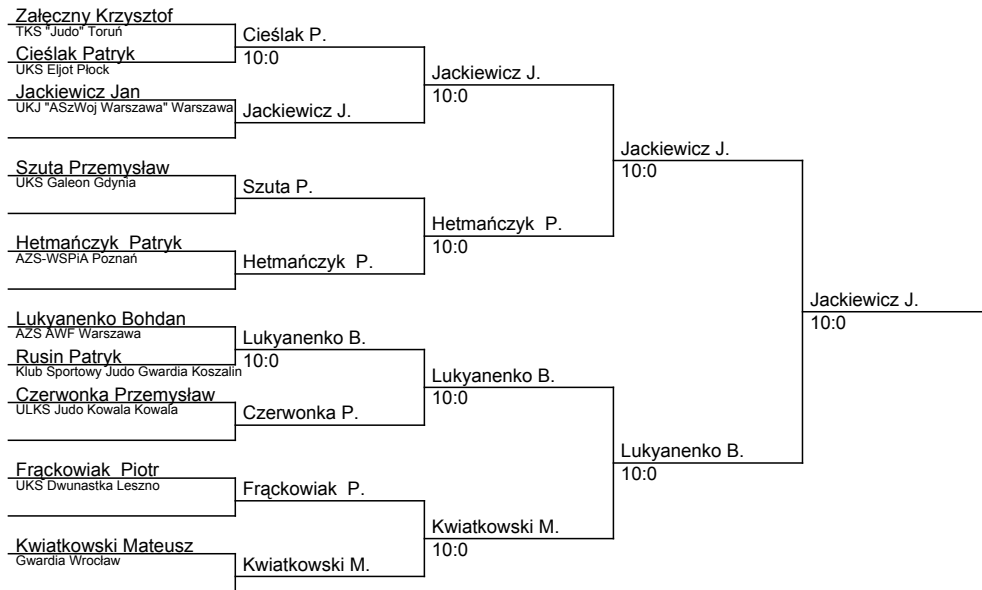 Załęczny Krzysztof
TKS "Judo" Toruń
Cieślak Patryk
UKS Eljot Płock
Jackiewicz Jan
UKJ "ASzWoj Warszawa" Warszawa
Szuta Przemysław
UKS Galeon Gdynia
Hetmańczyk  Patryk
AZS-WSPiA Poznań
Lukyanenko Bohdan
AZS AWF Warszawa
Rusin Patryk
Klub Sportowy Judo Gwardia Koszalin
Czerwonka Przemysław
ULKS Judo Kowala Kowala
Frąckowiak  Piotr
UKS Dwunastka Leszno
Kwiatkowski Mateusz
Gwardia Wrocław
Cieślak P.
10:0
Jackiewicz J.
Szuta P.
Hetmańczyk  P.
Lukyanenko B.
10:0
Czerwonka P.
Frąckowiak  P.
Kwiatkowski M.
Jackiewicz J.
10:0
Hetmańczyk  P.
10:0
Lukyanenko B.
10:0
Kwiatkowski M.
10:0
Jackiewicz J.
10:0
Lukyanenko B.
10:0
Jackiewicz J.
10:0